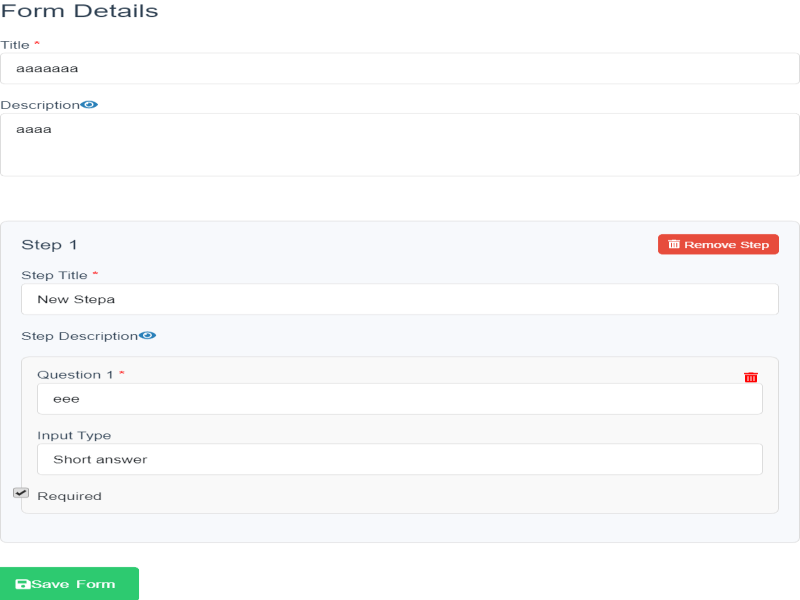 Form Details
Title *
aaaaaaa
Description
aaaa
Step 1
Remove Step
Step Title *
New Stepa
Step Description
Question 1 *
eee
Input Type
Short answer
Required
Save Form